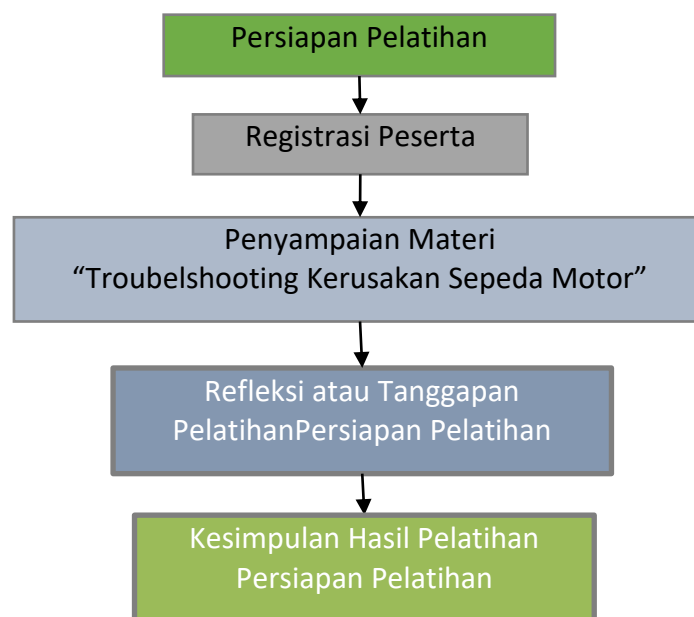 Persiapan Pelatihan
Registrasi Peserta
Penyampaian Materi
“Troubelshooting Kerusakan Sepeda Motor”
Refleksi atau Tanggapan
PelatihanPersiapan Pelatihan
Kesimpulan Hasil Pelatihan
Persiapan Pelatihan